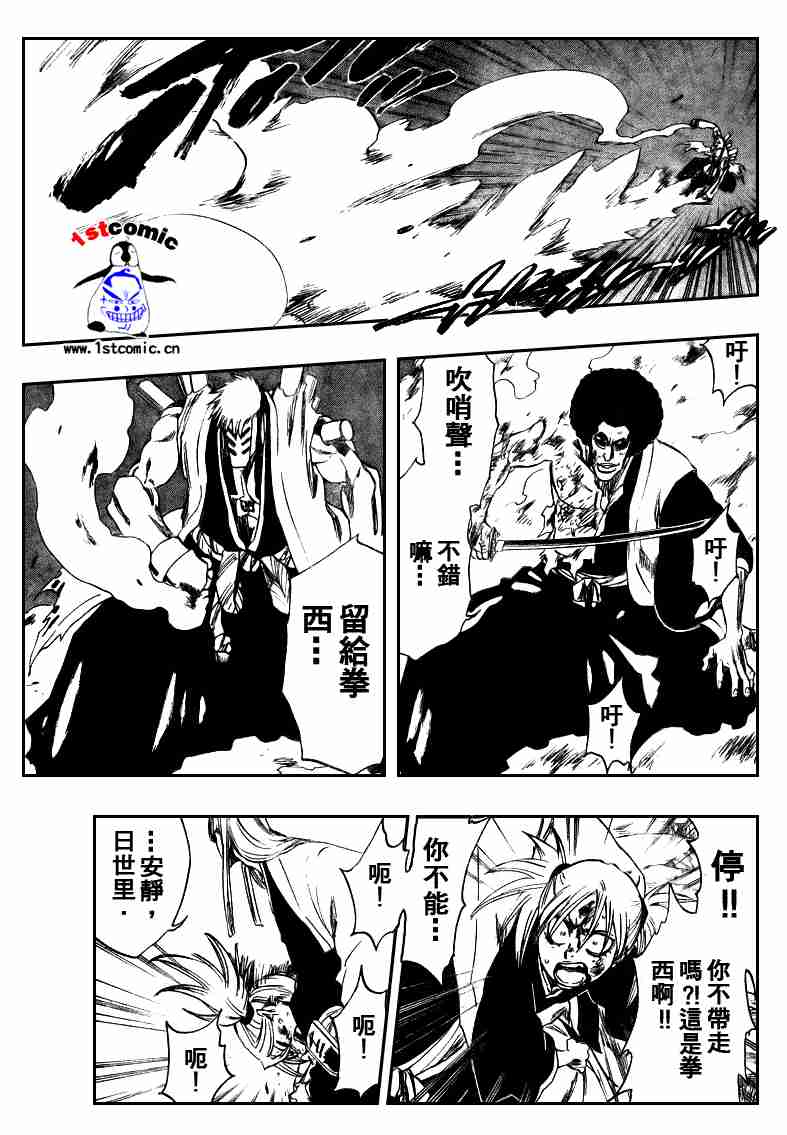 1stcomic
www.1stcomic.cn
吁！
吹哨聲…
吁！
不錯
嘛…
吁！
留給拳
西…
停!!
你不帶走
嗎?!這是拳
西啊!!
你不能…
呃！
呃！
…安靜，
日世里．
呃！